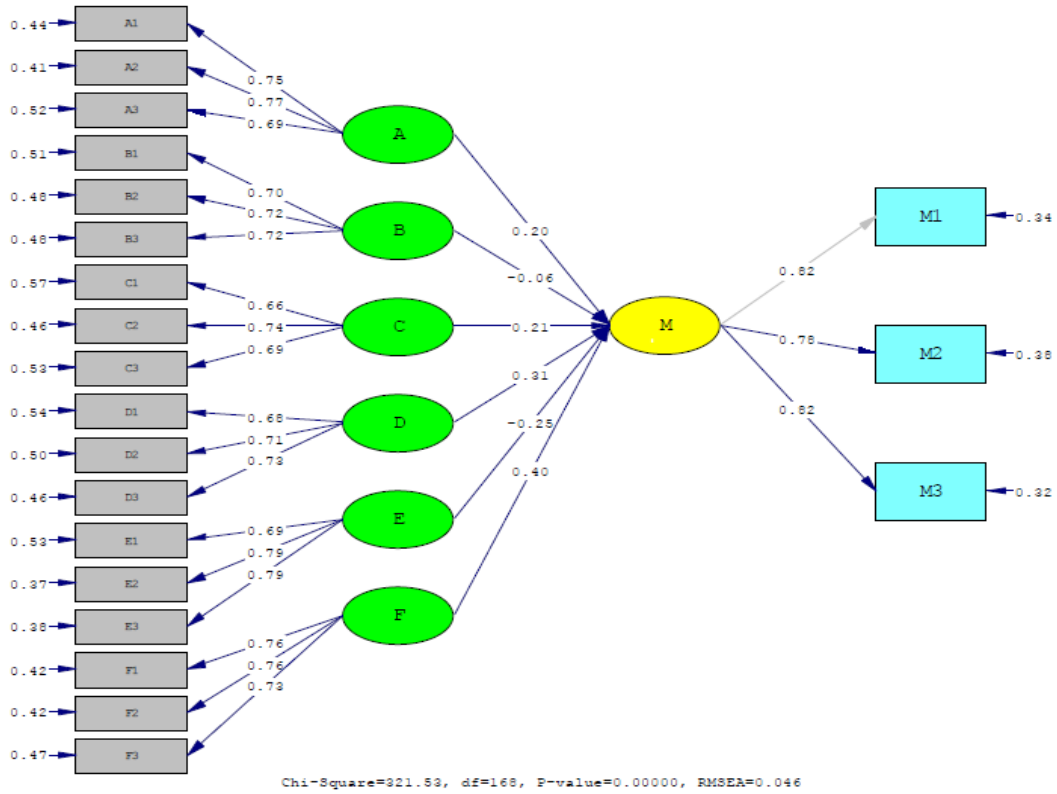 0.44 A1
0.41 A2
0.52 A3
0.51 B1
0.48 B2
0.48 B3
0.57 C1
0.46 C2
0.53 C3
0.54 D1
0.50 D2
0.46 D3
0.53 E1
0.37 E2
0.38 E3
0.42 F1
0.42 F2
0.47 F3
0.75
0.77
0.69
0.70
0.72
0.72
0.66
0.74
0.69
0.68
0.71
0.73
0.69
0.79
0.79
0.76
0.76
0.73
A
B
C
D
E
F
0.20
-0.06
0.21
0.31
-0.25
0.40
M
0.82
0.78
0.82
M1 0.34
M2 0.38
M3 0.32
Chi-Square=321.53, df=168, P-value=0.00000, RMSEA=0.046